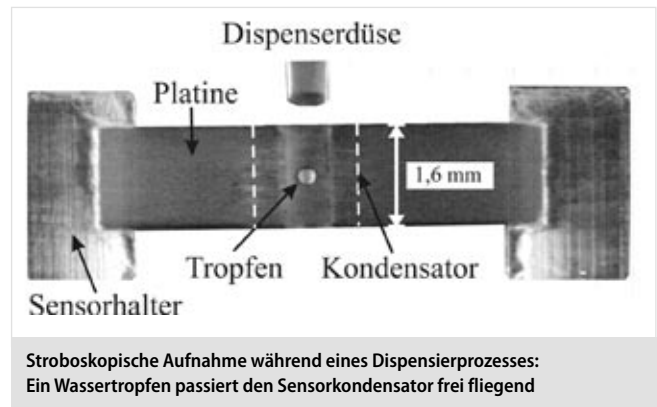 Dispenserdüse
Platine
1,6 mm
Tropfen
Kondensator
Sensorhalter
Stroboskopische Aufnahme während eines Dispensierprozesses:
Ein Wassertropfen passiert den Sensorkondensator frei fliegend